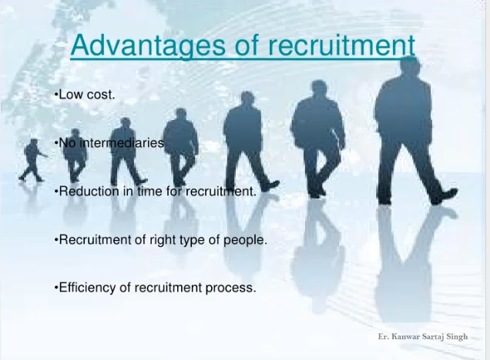 Advantages of recruitment
•Low cost.
•No intermediaries
•Reduction in time for recruitment.
•Recruitment of right type of people.
•Efficiency of recruitment process.
Er. Kanwar Sartaj Singh